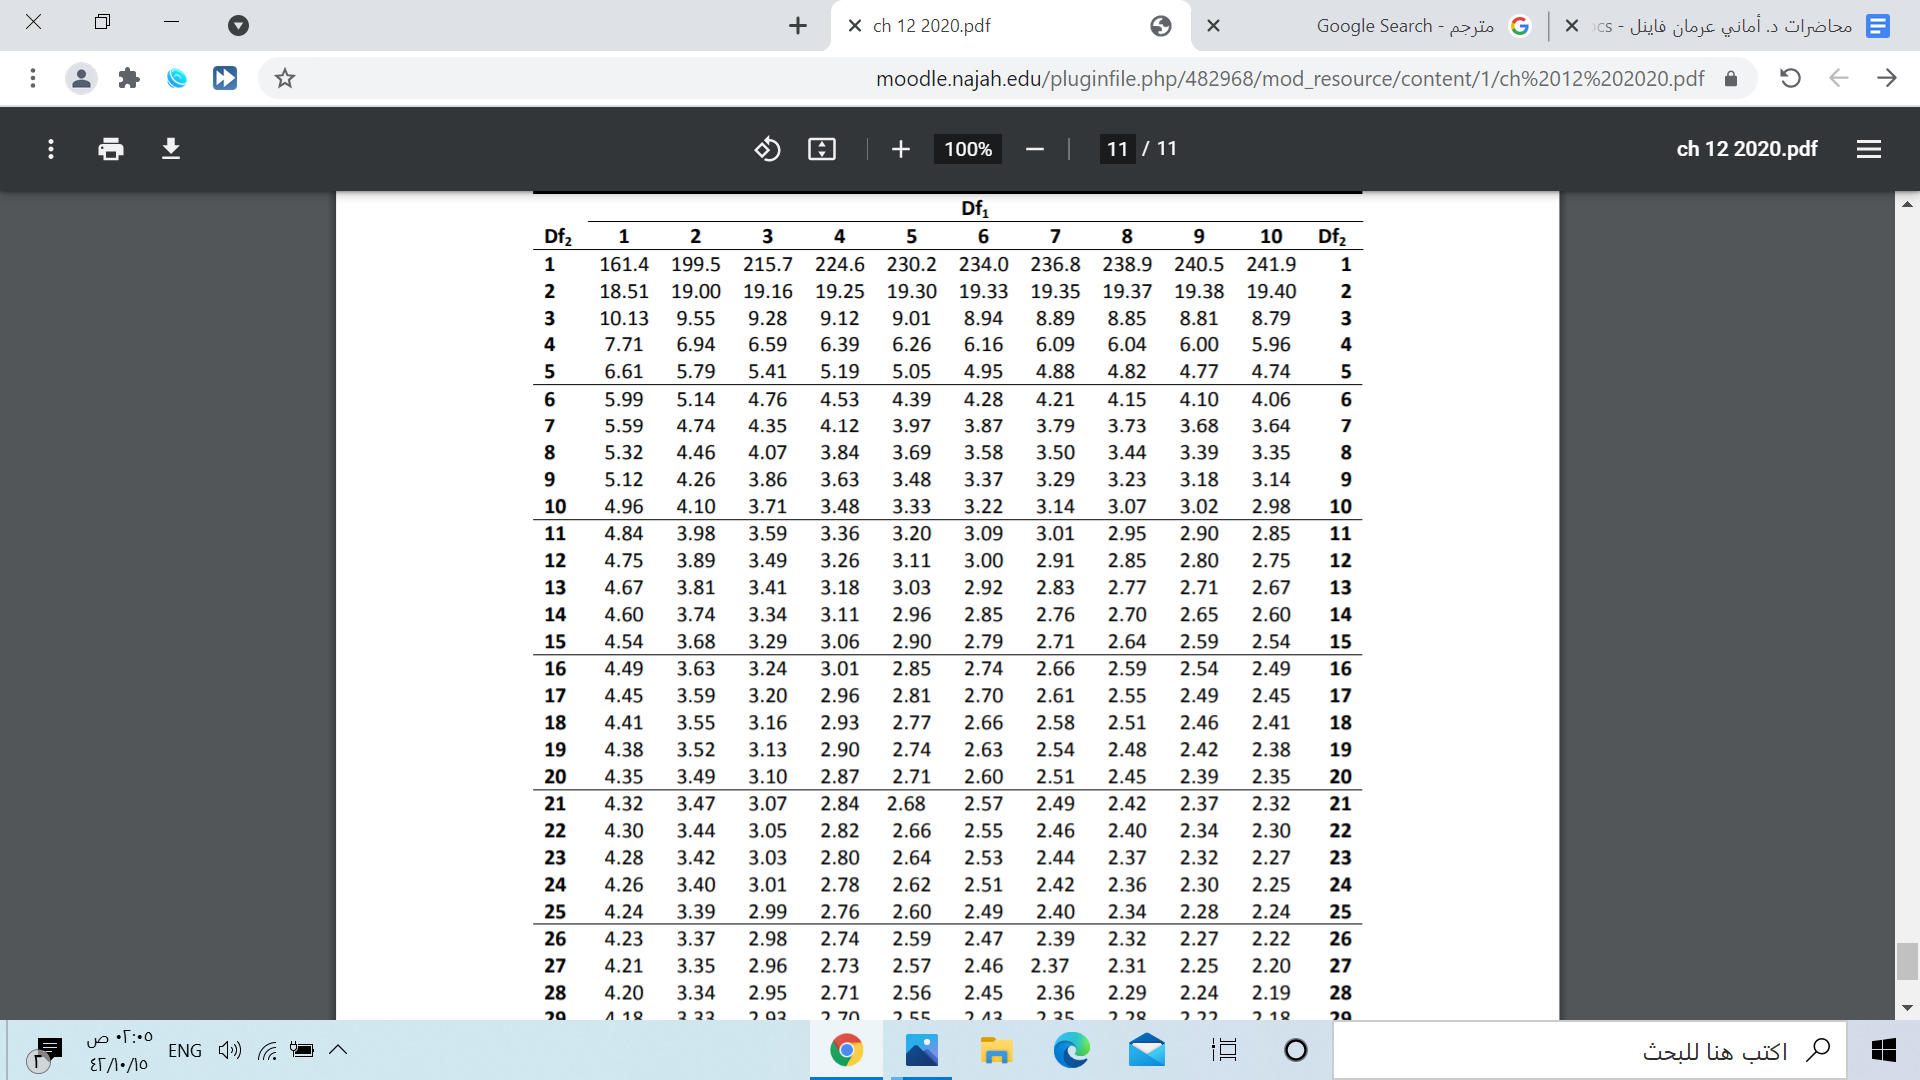 ch 12 2020.pdf
Google Search - مترجم
محاضرات د. أماني عرمان فاينل -
moodle.najah.edu/pluginfile.php/482968/mod_resource/content/1/ch%2012%202020.pdf
100%
11 / 11
ch 12 2020.pdf
Df1
Df2 1 2 3 4 5 6 7 8 9 10 Df2
1 161.4 199.5 215.7 224.6 230.2 234.0 236.8 238.9 240.5 241.9 1
2 18.51 19.00 19.16 19.25 19.30 19.33 19.35 19.37 19.38 19.40 2
3 10.13 9.55 9.28 9.12 9.01 8.94 8.89 8.85 8.81 8.79 3
4 7.71 6.94 6.59 6.39 6.26 6.16 6.09 6.04 6.00 5.96 4
5 6.61 5.79 5.41 5.19 5.05 4.95 4.88 4.82 4.77 4.74 5
6 5.99 5.14 4.76 4.53 4.39 4.28 4.21 4.15 4.10 4.06 6
7 5.59 4.74 4.35 4.12 3.97 3.87 3.79 3.73 3.68 3.64 7
8 5.32 4.46 4.07 3.84 3.69 3.58 3.50 3.44 3.39 3.35 8
9 5.12 4.26 3.86 3.63 3.48 3.37 3.29 3.23 3.18 3.14 9
10 4.96 4.10 3.71 3.48 3.33 3.22 3.14 3.07 3.02 2.98 10
11 4.84 3.98 3.59 3.36 3.20 3.09 3.01 2.95 2.90 2.85 11
12 4.75 3.89 3.49 3.26 3.11 3.00 2.91 2.85 2.80 2.75 12
13 4.67 3.81 3.41 3.18 3.03 2.92 2.83 2.77 2.71 2.67 13
14 4.60 3.74 3.34 3.11 2.96 2.85 2.76 2.70 2.65 2.60 14
15 4.54 3.68 3.29 3.06 2.90 2.79 2.71 2.64 2.59 2.54 15
16 4.49 3.63 3.24 3.01 2.85 2.74 2.66 2.59 2.54 2.49 16
17 4.45 3.59 3.20 2.96 2.81 2.70 2.61 2.55 2.49 2.45 17
18 4.41 3.55 3.16 2.93 2.77 2.66 2.58 2.51 2.46 2.41 18
19 4.38 3.52 3.13 2.90 2.74 2.63 2.54 2.48 2.42 2.38 19
20 4.35 3.49 3.10 2.87 2.71 2.60 2.51 2.45 2.39 2.35 20
21 4.32 3.47 3.07 2.84 2.68 2.57 2.49 2.42 2.37 2.32 21
22 4.30 3.44 3.05 2.82 2.66 2.55 2.46 2.40 2.34 2.30 22
23 4.28 3.42 3.03 2.80 2.64 2.53 2.44 2.37 2.32 2.27 23
24 4.26 3.40 3.01 2.78 2.62 2.51 2.42 2.36 2.30 2.25 24
25 4.24 3.39 2.99 2.76 2.60 2.49 2.40 2.34 2.28 2.24 25
26 4.23 3.37 2.98 2.74 2.59 2.47 2.39 2.32 2.27 2.22 26
27 4.21 3.35 2.96 2.73 2.57 2.46 2.37 2.31 2.25 2.20 27
28 4.20 3.34 2.95 2.71 2.56 2.45 2.36 2.29 2.24 2.19 28
29 4.18 3.33 2.93 2.70 2.55 2.43 2.35 2.28 2.22 2.18 29
٠٢:٠٥ ص
٤٢/١٠/١٥
ENG
٢
اكتب هنا للبحث